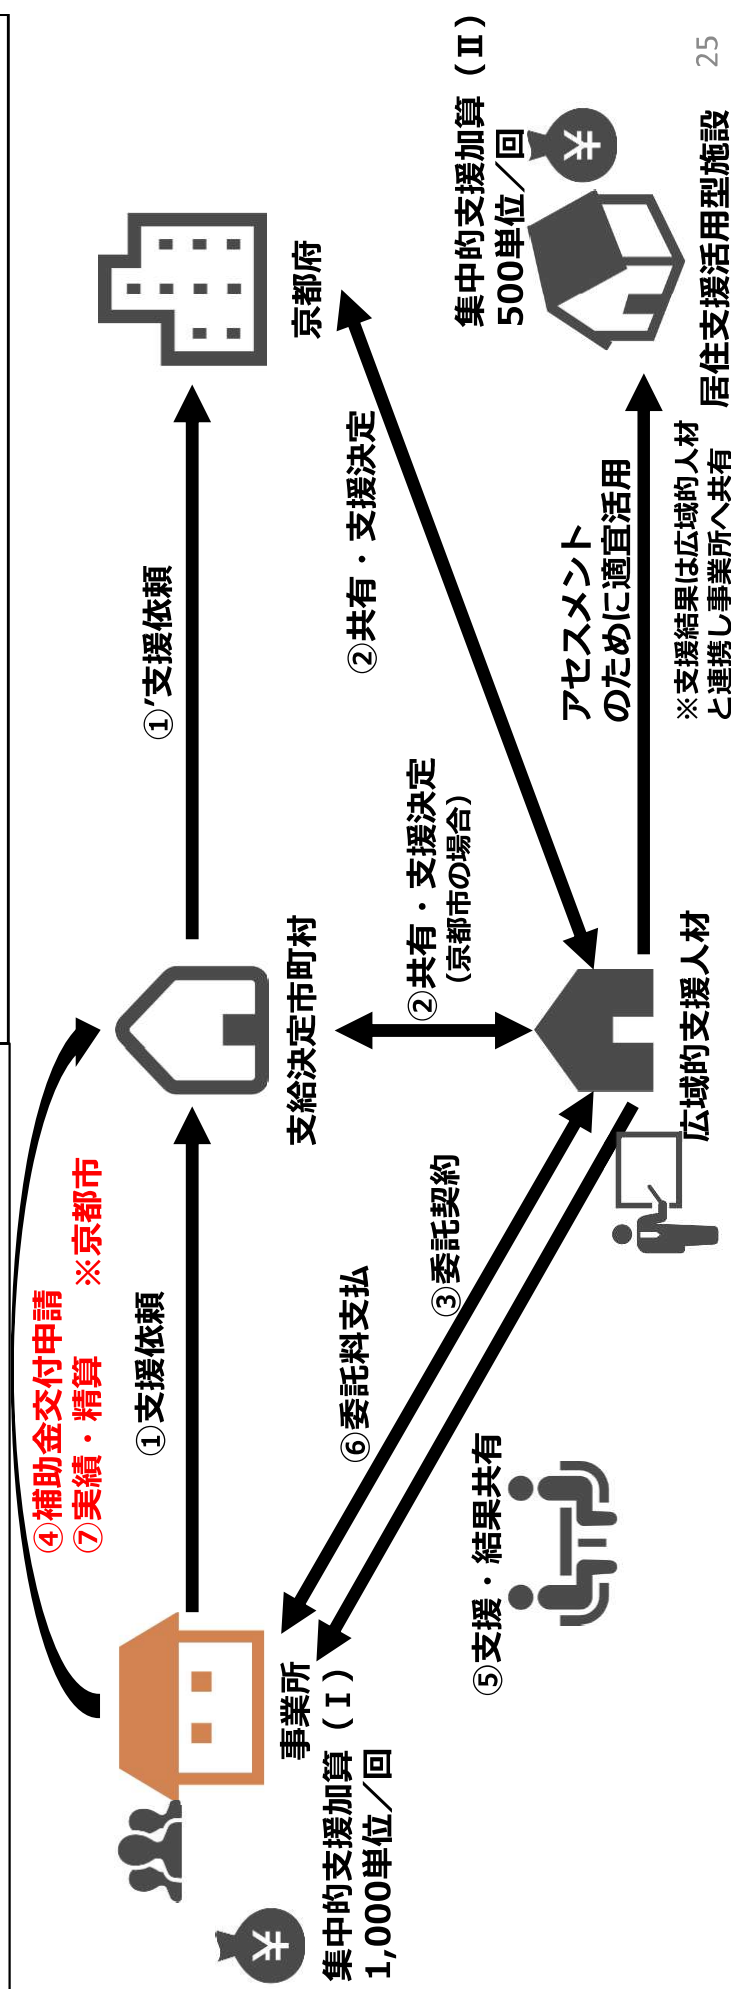 ④補助金交付申請
⑦実績・精算　※京都市
①支援依頼
①’支援依頼
事業所
集中的支援加算（Ⅰ）
1,000単位／回
支給決定市町村
京都府
⑥委託料支払
③委託契約
②共有・支援決定
（京都市の場合）
②共有・支援決定
⑤支援・結果共有
広域的支援人材
アセスメント
のために適宜活用
※支援結果は広域的人材
と連携し事業所へ共有
集中的支援加算（Ⅱ）
500単位／回
居住支援活用型施設
25